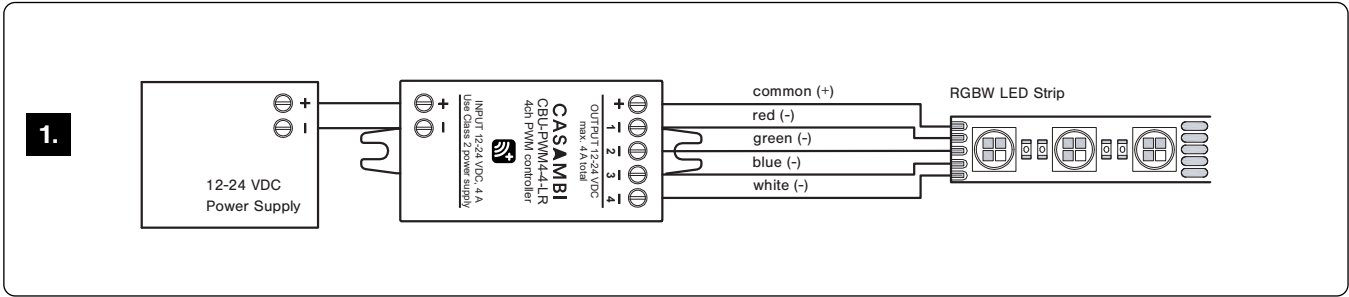 1.
+
−
12-24 VDC
Power Supply
+
−
INPUT 12-24 VDC, 4 A
Use Class 2 power supply
CASAMBI
CBU-PWM4-4-LR
4ch PWM controller
OUTPUT 12-24 VDC
max. 4A total
+
1 −
2 −
3 −
4 −
common (+)
red (-)
green (-)
blue (-)
white (-)
RGBW LED Strip